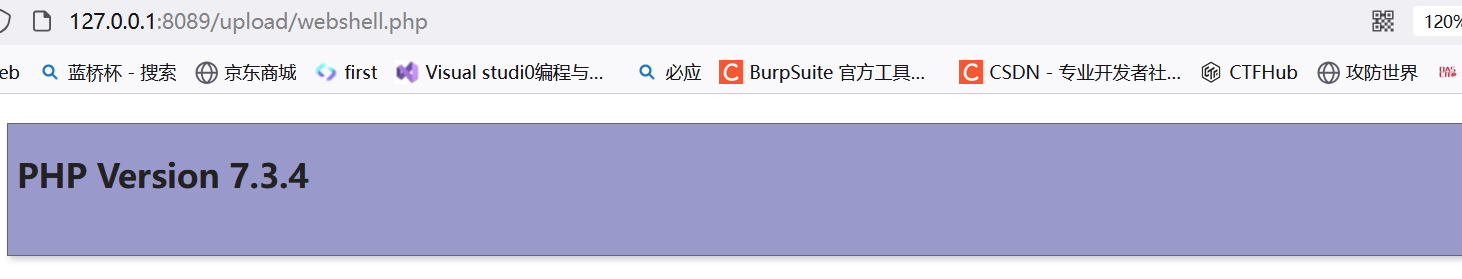 127.0.0.1:8089/upload/webshell.php 120%
eb 蓝桥杯 - 搜索 京东商城 first Visual studi0编程与... 必应 BurpSuite 官方工具... CSDN - 专业开发者社... CTFHub 攻防世界
PHP Version 7.3.4